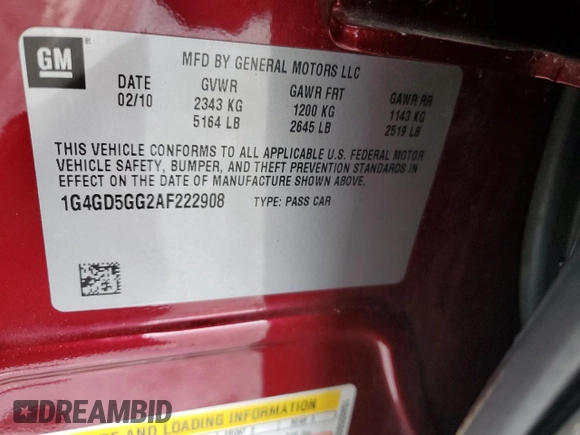 GM
MFD BY GENERAL MOTORS LLC
DATE GVWR GAWR FRT GAWR RR
02/10 2343 KG 1200 KG 1143 KG
5164 LB 2645 LB 2519 LB
THIS VEHICLE CONFORMS TO ALL APPLICABLE U.S. FEDERAL MOTOR
VEHICLE SAFETY, BUMPER, AND THEFT PREVENTION STANDARDS IN
EFFECT ON THE DATE OF MANUFACTURE SHOWN ABOVE.
1G4GD5GG2AF222908 TYPE: PASS CAR
AND LOADING INFORMATION
DREAMBID